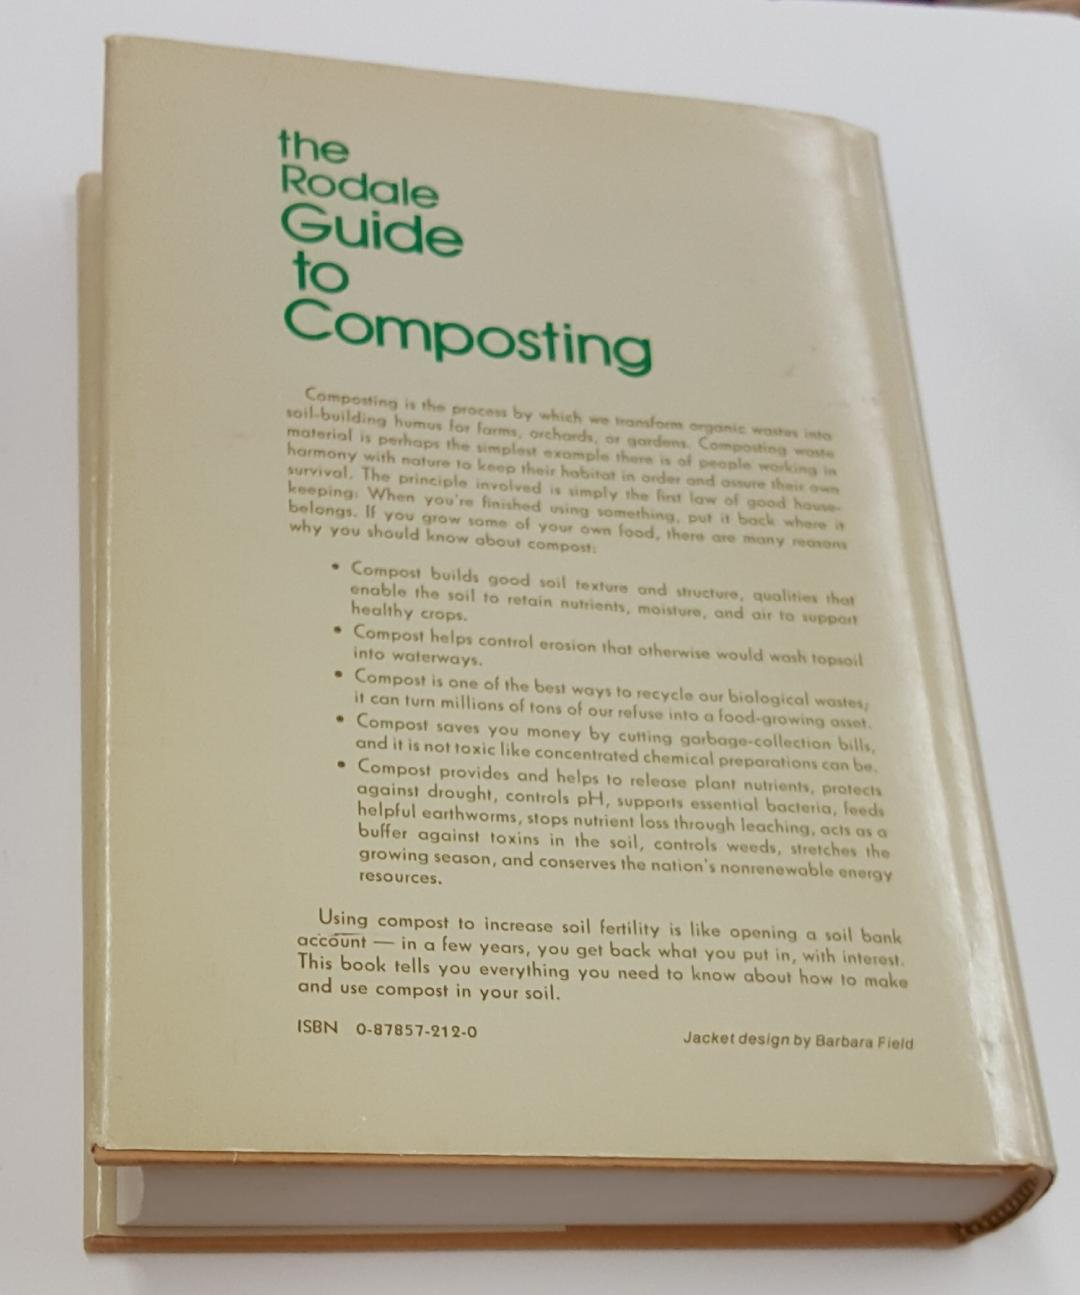 the
Rodale
Guide
to
Composting
Composting is the process by which we transform organic wastes into
soil-building humus for farms, orchards, or gardens. Composting waste
material is perhaps the simplest example there is of people working in
harmony with nature to keep their habitat in order and assure their own
survival. The principle involved is simply the first law of good house-
keeping: When you're finished using something, put it back where it
belongs. If you grow some of your own food, there are many reasons
why you should know about compost:
• Compost builds good soil texture and structure, qualities that
enable the soil to retain nutrients, moisture, and air to support
healthy crops.
• Compost helps control erosion that otherwise would wash topsoil
into waterways.
• Compost is one of the best ways to recycle our biological wastes;
it can turn millions of tons of our refuse into a food-growing asset.
• Compost saves you money by cutting garbage-collection bills,
and it is not toxic like concentrated chemical preparations can be.
• Compost provides and helps to release plant nutrients, protects
against drought, controls pH, supports essential bacteria, feeds
helpful earthworms, stops nutrient loss through leaching, acts as a
buffer against toxins in the soil, controls weeds, stretches the
growing season, and conserves the nation's nonrenewable energy
resources.
Using compost to increase soil fertility is like opening a soil bank
account — in a few years, you get back what you put in, with interest.
This book tells you everything you need to know about how to make
and use compost in your soil.
ISBN 0-87857-212-0
Jacket design by Barbara Field